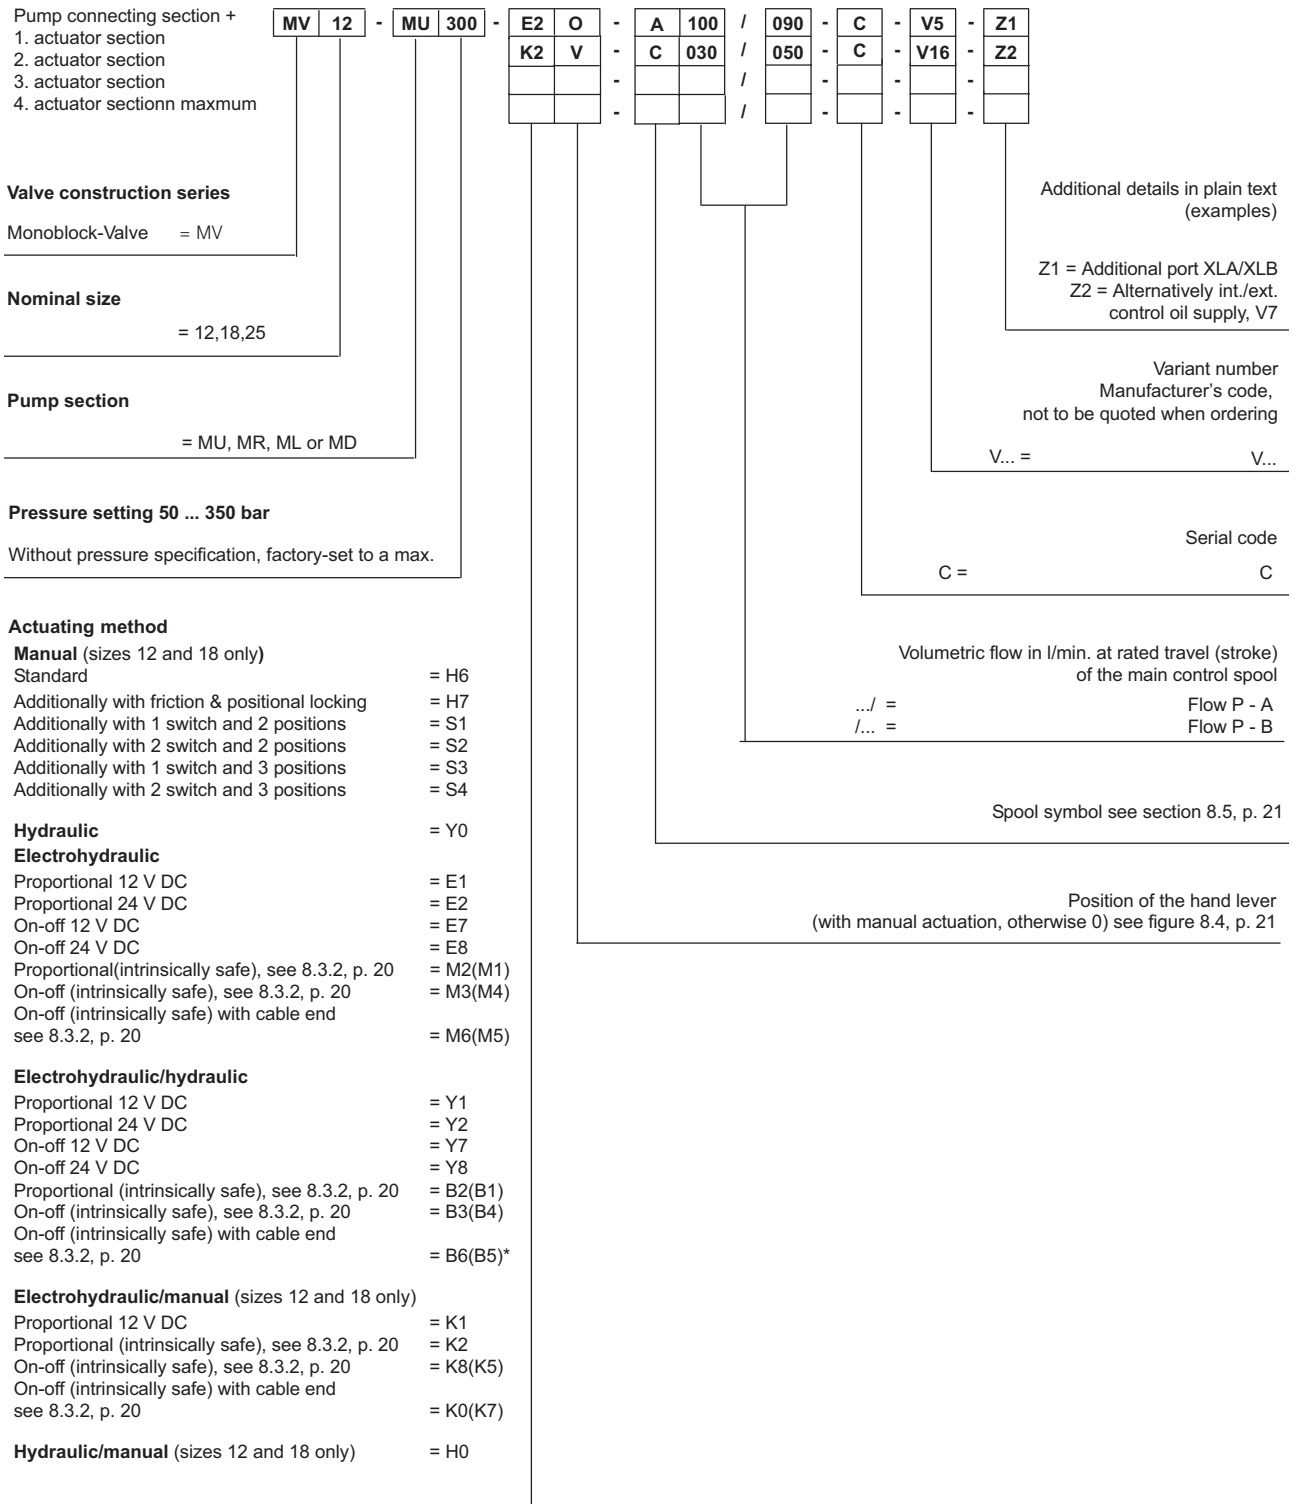 Pump connecting section +
1. actuator section
2. actuator section
3. actuator section
4. actuator sectionn maxmum
MV 12 - MU 300 - E2 O - A 100 / 090 - C - V5 - Z1
K2 V - C 030 / 050 - C - V16 - Z2
- / - - -
- / - - -
Valve construction series
Monoblock-Valve = MV
Nominal size
= 12,18,25
Pump section
= MU, MR, ML or MD
Pressure setting 50 ... 350 bar
Without pressure specification, factory-set to a max.
Actuating method
Manual (sizes 12 and 18 only)
Standard = H6
Additionally with friction & positional locking = H7
Additionally with 1 switch and 2 positions = S1
Additionally with 2 switch and 2 positions = S2
Additionally with 1 switch and 3 positions = S3
Additionally with 2 switch and 3 positions = S4
Hydraulic = Y0
Electrohydraulic
Proportional 12 V DC = E1
Proportional 24 V DC = E2
On-off 12 V DC = E7
On-off 24 V DC = E8
Proportional(intrinsically safe), see 8.3.2, p. 20 = M2(M1)
On-off (intrinsically safe), see 8.3.2, p. 20 = M3(M4)
On-off (intrinsically safe) with cable end
see 8.3.2, p. 20 = M6(M5)
Electrohydraulic/hydraulic
Proportional 12 V DC = Y1
Proportional 24 V DC = Y2
On-off 12 V DC = Y7
On-off 24 V DC = Y8
Proportional (intrinsically safe), see 8.3.2, p. 20 = B2(B1)
On-off (intrinsically safe), see 8.3.2, p. 20 = B3(B4)
On-off (intrinsically safe) with cable end
see 8.3.2, p. 20 = B6(B5)*
Electrohydraulic/manual (sizes 12 and 18 only)
Proportional 12 V DC = K1
Proportional (intrinsically safe), see 8.3.2, p. 20 = K2
On-off (intrinsically safe), see 8.3.2, p. 20 = K8(K5)
On-off (intrinsically safe) with cable end
see 8.3.2, p. 20 = K0(K7)
Hydraulic/manual (sizes 12 and 18 only) = H0
Additional details in plain text
(examples)
Z1 = Additional port XLA/XLB
Z2 = Alternatively int./ext.
control oil supply, V7
Variant number
Manufacturer's code,
not to be quoted when ordering
V... = V...
Serial code
C = C
Volumetric flow in l/min. at rated travel (stroke)
of the main control spool
.../ = Flow P - A
/... = Flow P - B
Spool symbol see section 8.5, p. 21
Position of the hand lever
(with manual actuation, otherwise 0) see figure 8.4, p. 21